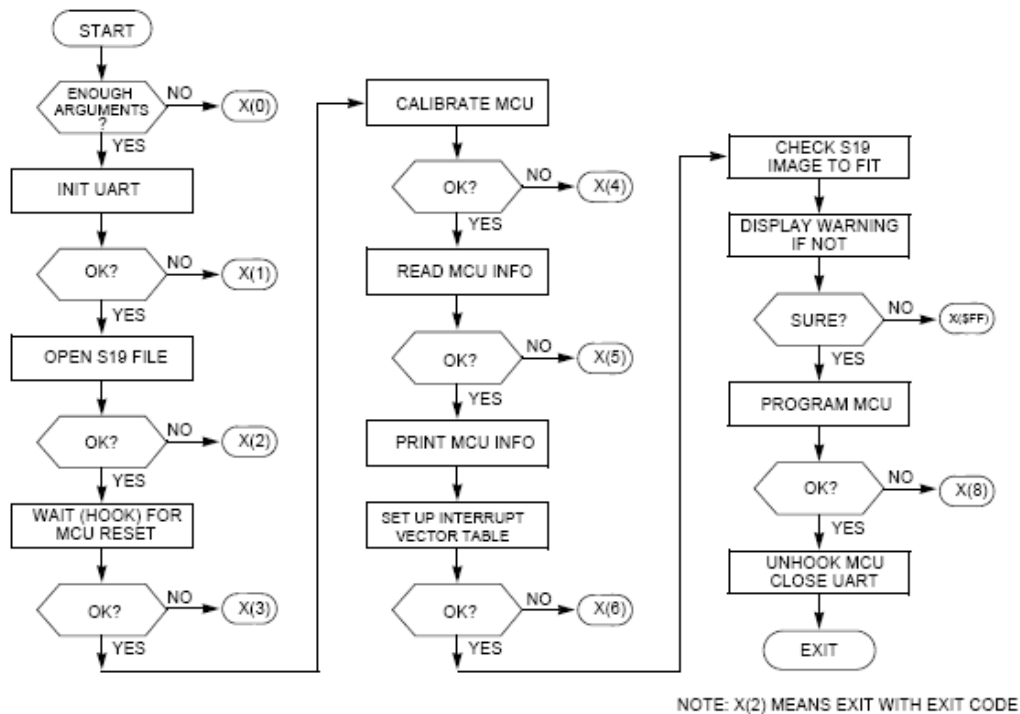 START
ENOUGH
ARGUMENTS
?
NO
X(0)
YES
INIT UART
OK?
NO
X(1)
YES
OPEN S19 FILE
OK?
NO
X(2)
YES
WAIT (HOOK) FOR
MCU RESET
OK?
NO
X(3)
YES
CALIBRATE MCU
OK?
NO
X(4)
YES
READ MCU INFO
OK?
NO
X(5)
YES
PRINT MCU INFO
SET UP INTERRUPT
VECTOR TABLE
OK?
NO
X(6)
YES
CHECK S19
IMAGE TO FIT
DISPLAY WARNING
IF NOT
SURE?
NO
X($FF)
YES
PROGRAM MCU
OK?
NO
X(8)
YES
UNHOOK MCU
CLOSE UART
EXIT
NOTE: X(2) MEANS EXIT WITH EXIT CODE